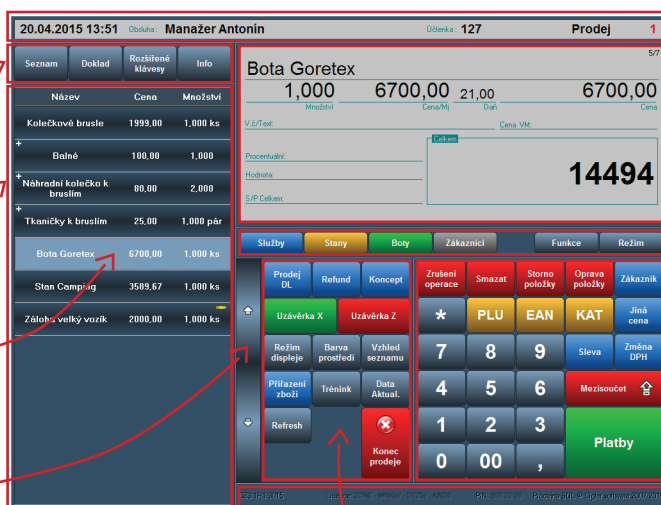 20.04.2015 13:51 Obsluha: Manažer Antonín Účtenka: 127 Prodej 1
Seznam Doklad Rozšířené klávesy Info
Název Cena Množství
Kolečkové brusle 1999,00 1,000 ks
+
Balné 100,00 1,000
+
Náhradní kolečko k bruslím 80,00 2,000
+
Tkaničky k bruslím 25,00 1,000 pár
Bota Goretex 6700,00 1,000 ks
Stan Camping 3589,67 1,000 ks
Záloha velký vozík 2000,00 1,000 ks
5/7
Bota Goretex
1,000 6700,00 21,00 6700,00
Množství Cena/Mj Daň Cena
V.č/Text: Cena VM:
Celkem
Procentuální:
Hodnota: 14494
S/P Celkem:
Služby Stany Boty Zákazníci Funkce Režim
Prodej DL Refund Koncept
Uzávěrka X Uzávěrka Z
Režim displeje Barva prostředí Vzhled seznamu
Přiřazení zboží Trénink Data Aktual.
Refresh Konec prodeje
Zrušení operace Smazat Storno položky Oprava položky Zákazník
* PLU EAN KAT Jiná cena
7 8 9 Sleva Změna DPH
4 5 6 Mezisoučet
1 2 3 Platby
0 00 ,